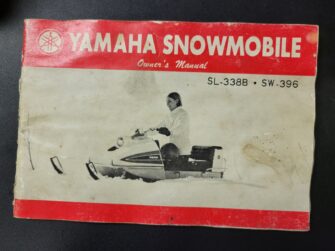 YAMAHA SNOWMOBILE
Owner's Manual
SL-338B • SW-396